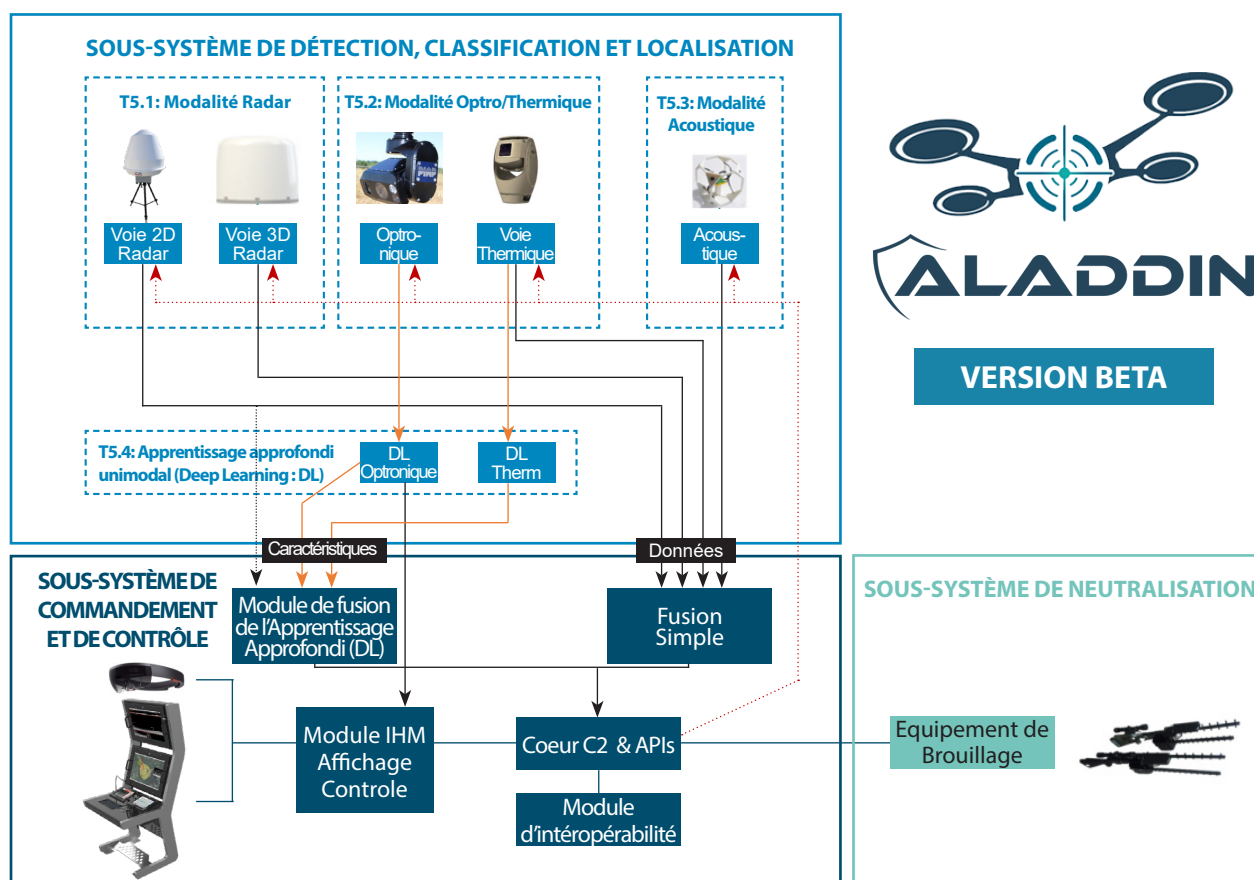 SOUS-SYSTÈME DE DÉTECTION, CLASSIFICATION ET LOCALISATION
T5.1: Modalité Radar
T5.2: Modalité Optro/Thermique
T5.3: Modalité
Acoustique
Voie 2D
Radar
Voie 3D
Radar
Optro-
nique
Voie
Thermique
Acous-
tique
ALADDIN
VERSION BETA
T5.4: Apprentissage approfondi
unimodal (Deep Learning : DL)
DL
Optronique
DL
Therm
Caractéristiques
Données
SOUS-SYSTÈME DE
COMMANDEMENT
ET DE CONTRÔLE
Module de fusion
de l'Apprentissage
Approfondi (DL)
Fusion
Simple
SOUS-SYSTÈME DE NEUTRALISATION
Module IHM
Affichage
Controle
Coeur C2 & APIs
Equipement de
Brouillage
Module
d'intéropérabilité